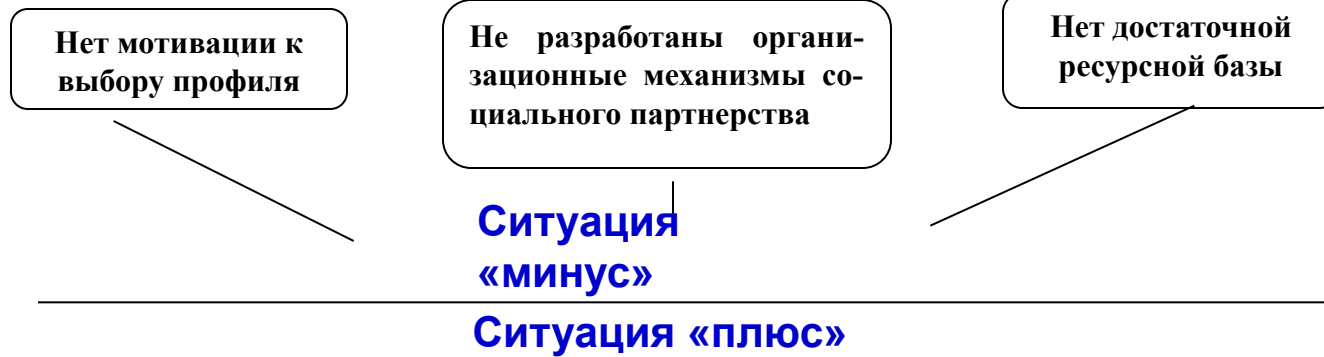 Нет мотивации к
выбору профиля
Не разработаны органи-
зационные механизмы со-
циального партнерства
Нет достаточной
ресурсной базы
Ситуация
«минус»
Ситуация «плюс»